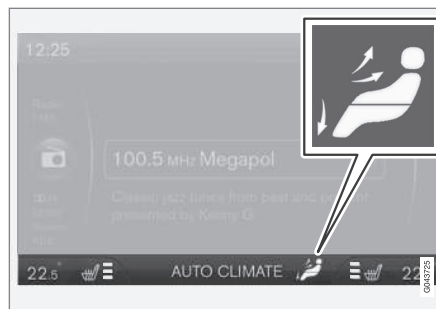 12:25
Radio
100.5 MHz Megapol
Classic jazz tunes from past and present
presented by Kenny G
22.5° AUTO CLIMATE 22
G043725